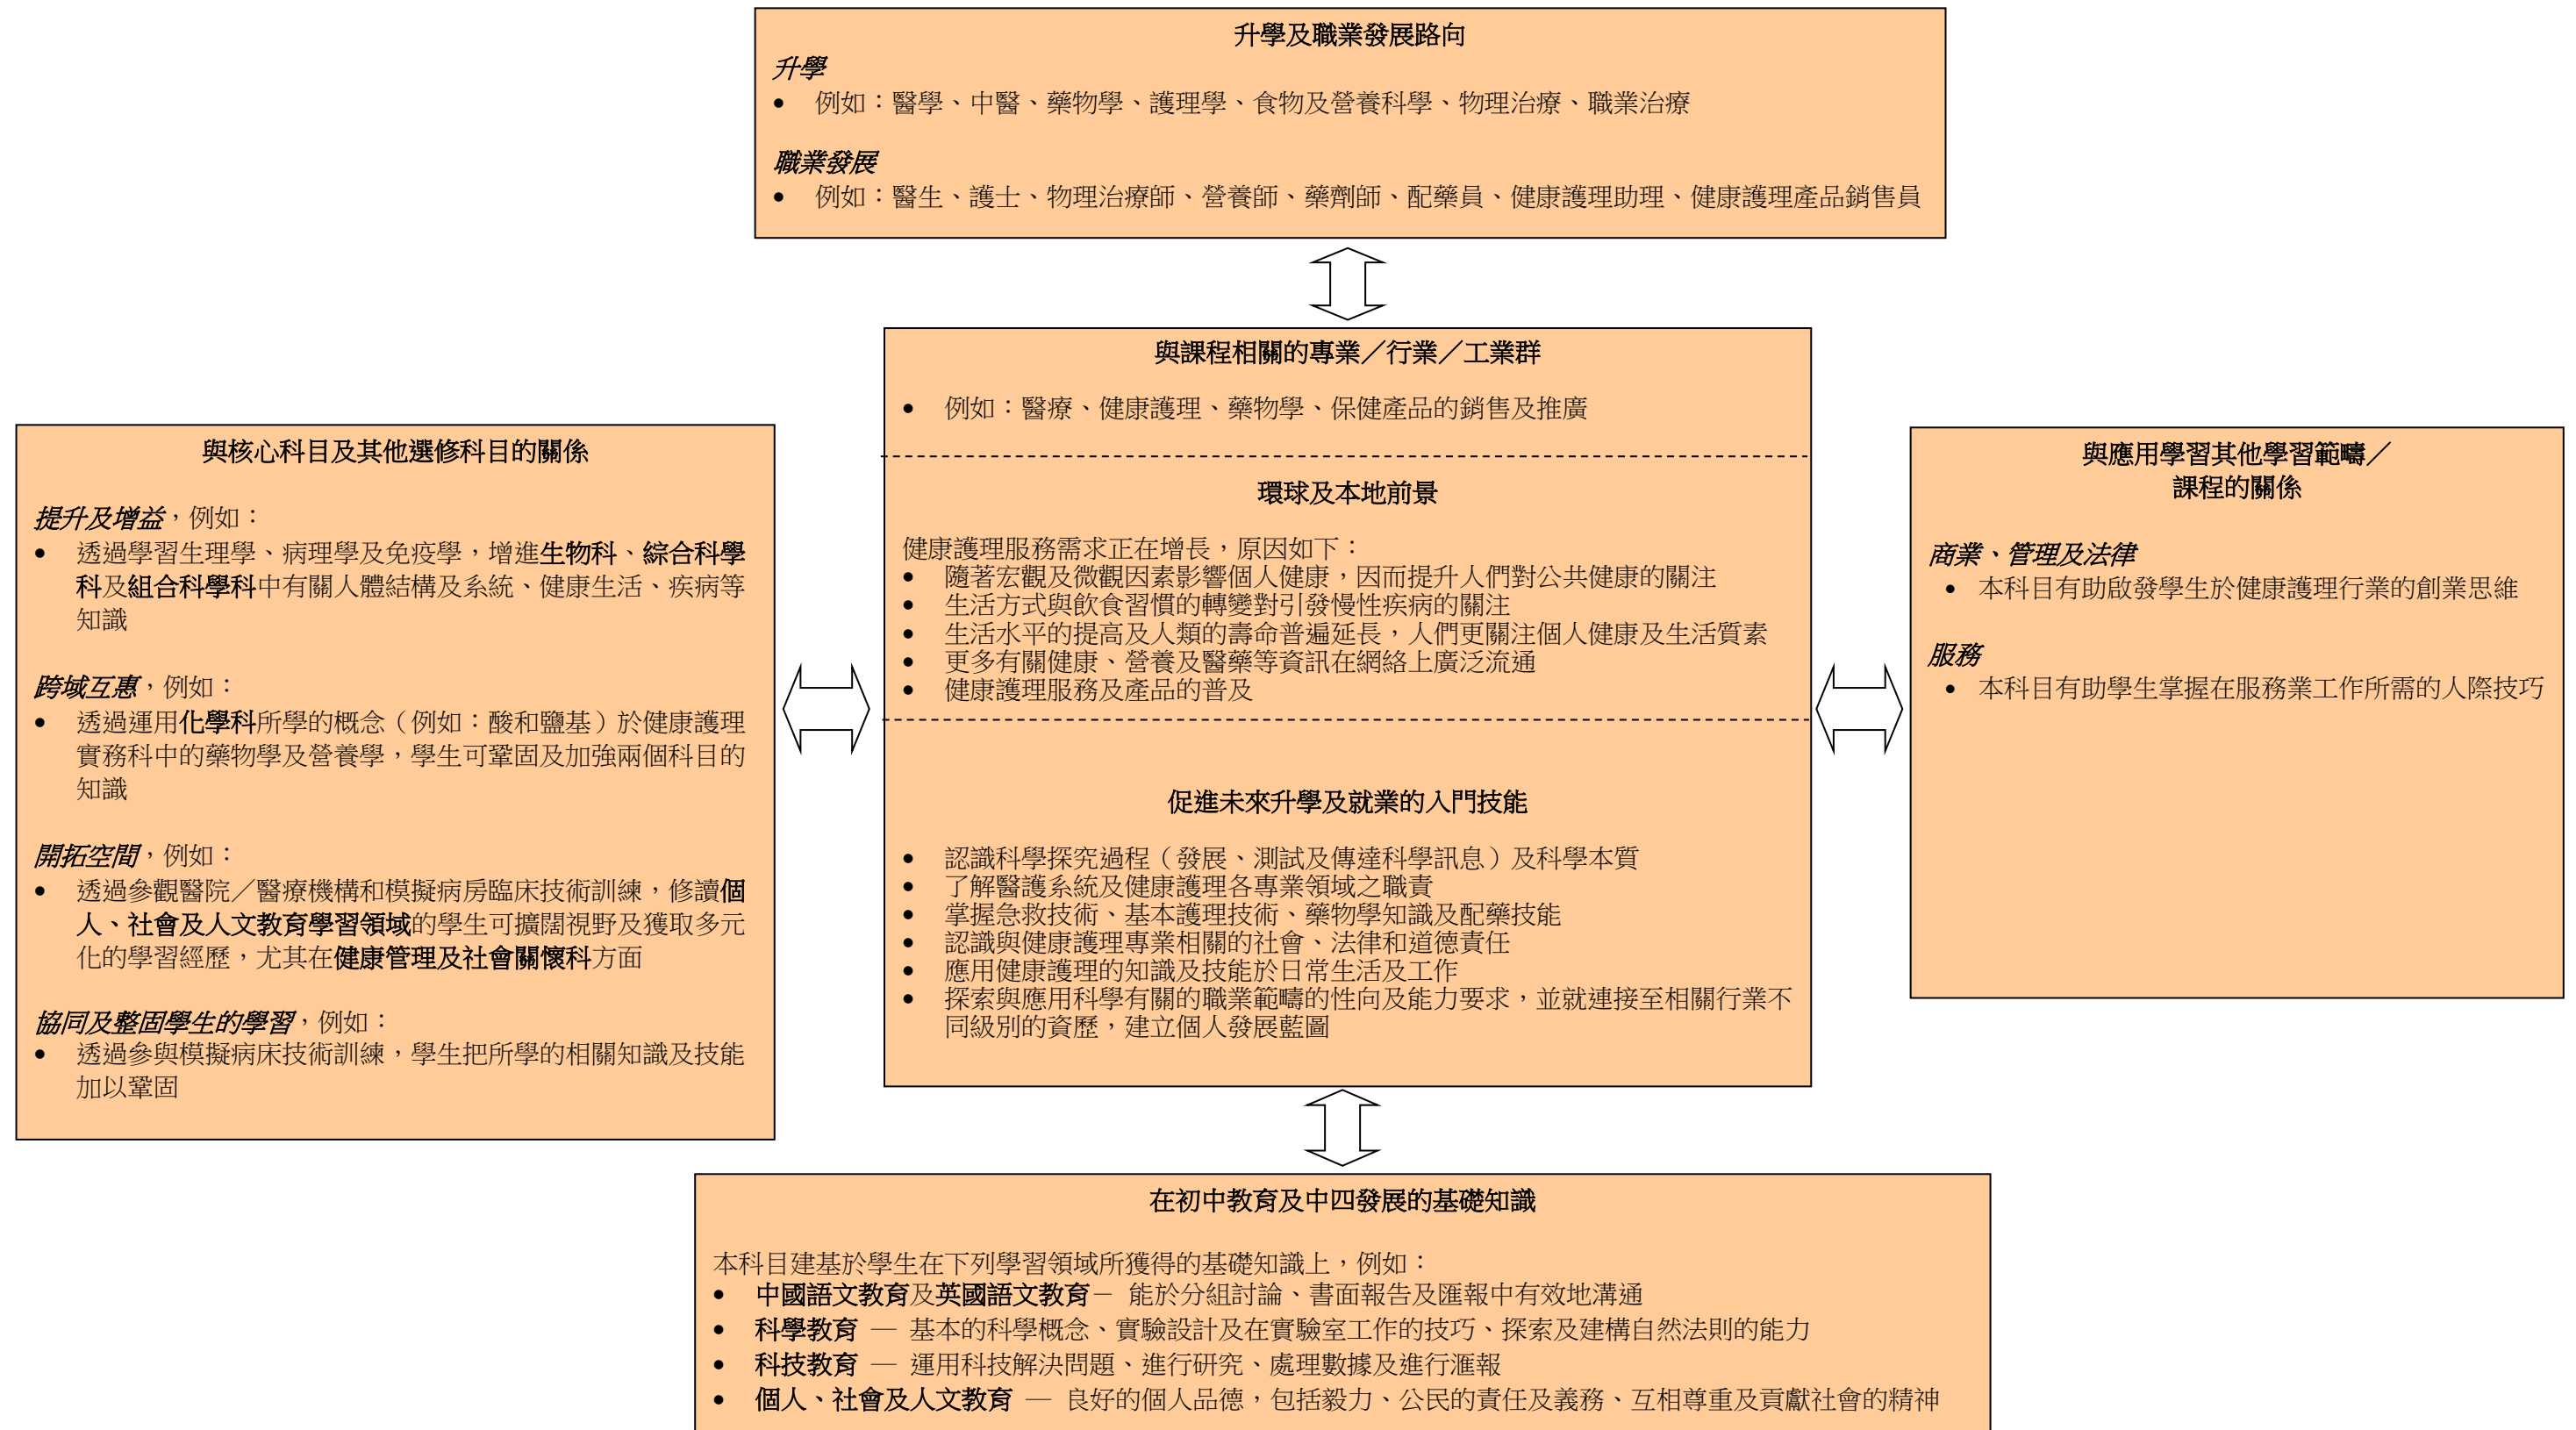 升學及職業發展路向
升學
• 例如：醫學、中醫、藥物學、護理學、食物及營養科學、物理治療、職業治療
職業發展
• 例如：醫生、護士、物理治療師、營養師、藥劑師、配藥員、健康護理助理、健康護理產品銷售員
與核心科目及其他選修科目的關係
提升及增益，例如：
• 透過學習生理學、病理學及免疫學，增進生物科、綜合科學
科及組合科學科中有關人體結構及系統、健康生活、疾病等
知識
跨域互惠，例如：
• 透過運用化學科所學的概念（例如：酸和鹽基）於健康護理
實務科中的藥物學及營養學，學生可鞏固及加強兩個科目的
知識
開拓空間，例如：
• 透過參觀醫院／醫療機構和模擬病房臨床技術訓練，修讀個
人、社會及人文教育學習領域的學生可擴闊視野及獲取多元
化的學習經歷，尤其在健康管理及社會關懷科方面
協同及整固學生的學習，例如：
• 透過參與模擬病床技術訓練，學生把所學的相關知識及技能
加以鞏固
與課程相關的專業／行業／工業群
• 例如：醫療、健康護理、藥物學、保健產品的銷售及推廣
環球及本地前景
健康護理服務需求正在增長，原因如下：
• 隨著宏觀及微觀因素影響個人健康，因而提升人們對公共健康的關注
• 生活方式與飲食習慣的轉變對引發慢性疾病的關注
• 生活水平的提高及人類的壽命普遍延長，人們更關注個人健康及生活質素
• 更多有關健康、營養及醫藥等資訊在網絡上廣泛流通
• 健康護理服務及產品的普及
促進未來升學及就業的入門技能
• 認識科學探究過程（發展、測試及傳達科學訊息）及科學本質
• 了解醫護系統及健康護理各專業領域之職責
• 掌握急救技術、基本護理技術、藥物學知識及配藥技能
• 認識與健康護理專業相關的社會、法律和道德責任
• 應用健康護理的知識及技能於日常生活及工作
• 探索與應用科學有關的職業範疇的性向及能力要求，並就連接至相關行業不
同級別的資歷，建立個人發展藍圖
與應用學習其他學習範疇／
課程的關係
商業、管理及法律
• 本科目有助啟發學生於健康護理行業的創業思維
服務
• 本科目有助學生掌握在服務業工作所需的人際技巧
在初中教育及中四發展的基礎知識
本科目建基於學生在下列學習領域所獲得的基礎知識上，例如：
• 中國語文教育及英國語文教育－ 能於分組討論、書面報告及匯報中有效地溝通
• 科學教育 — 基本的科學概念、實驗設計及在實驗室工作的技巧、探索及建構自然法則的能力
• 科技教育 — 運用科技解決問題、進行研究、處理數據及進行滙報
• 個人、社會及人文教育 — 良好的個人品德，包括毅力、公民的責任及義務、互相尊重及貢獻社會的精神